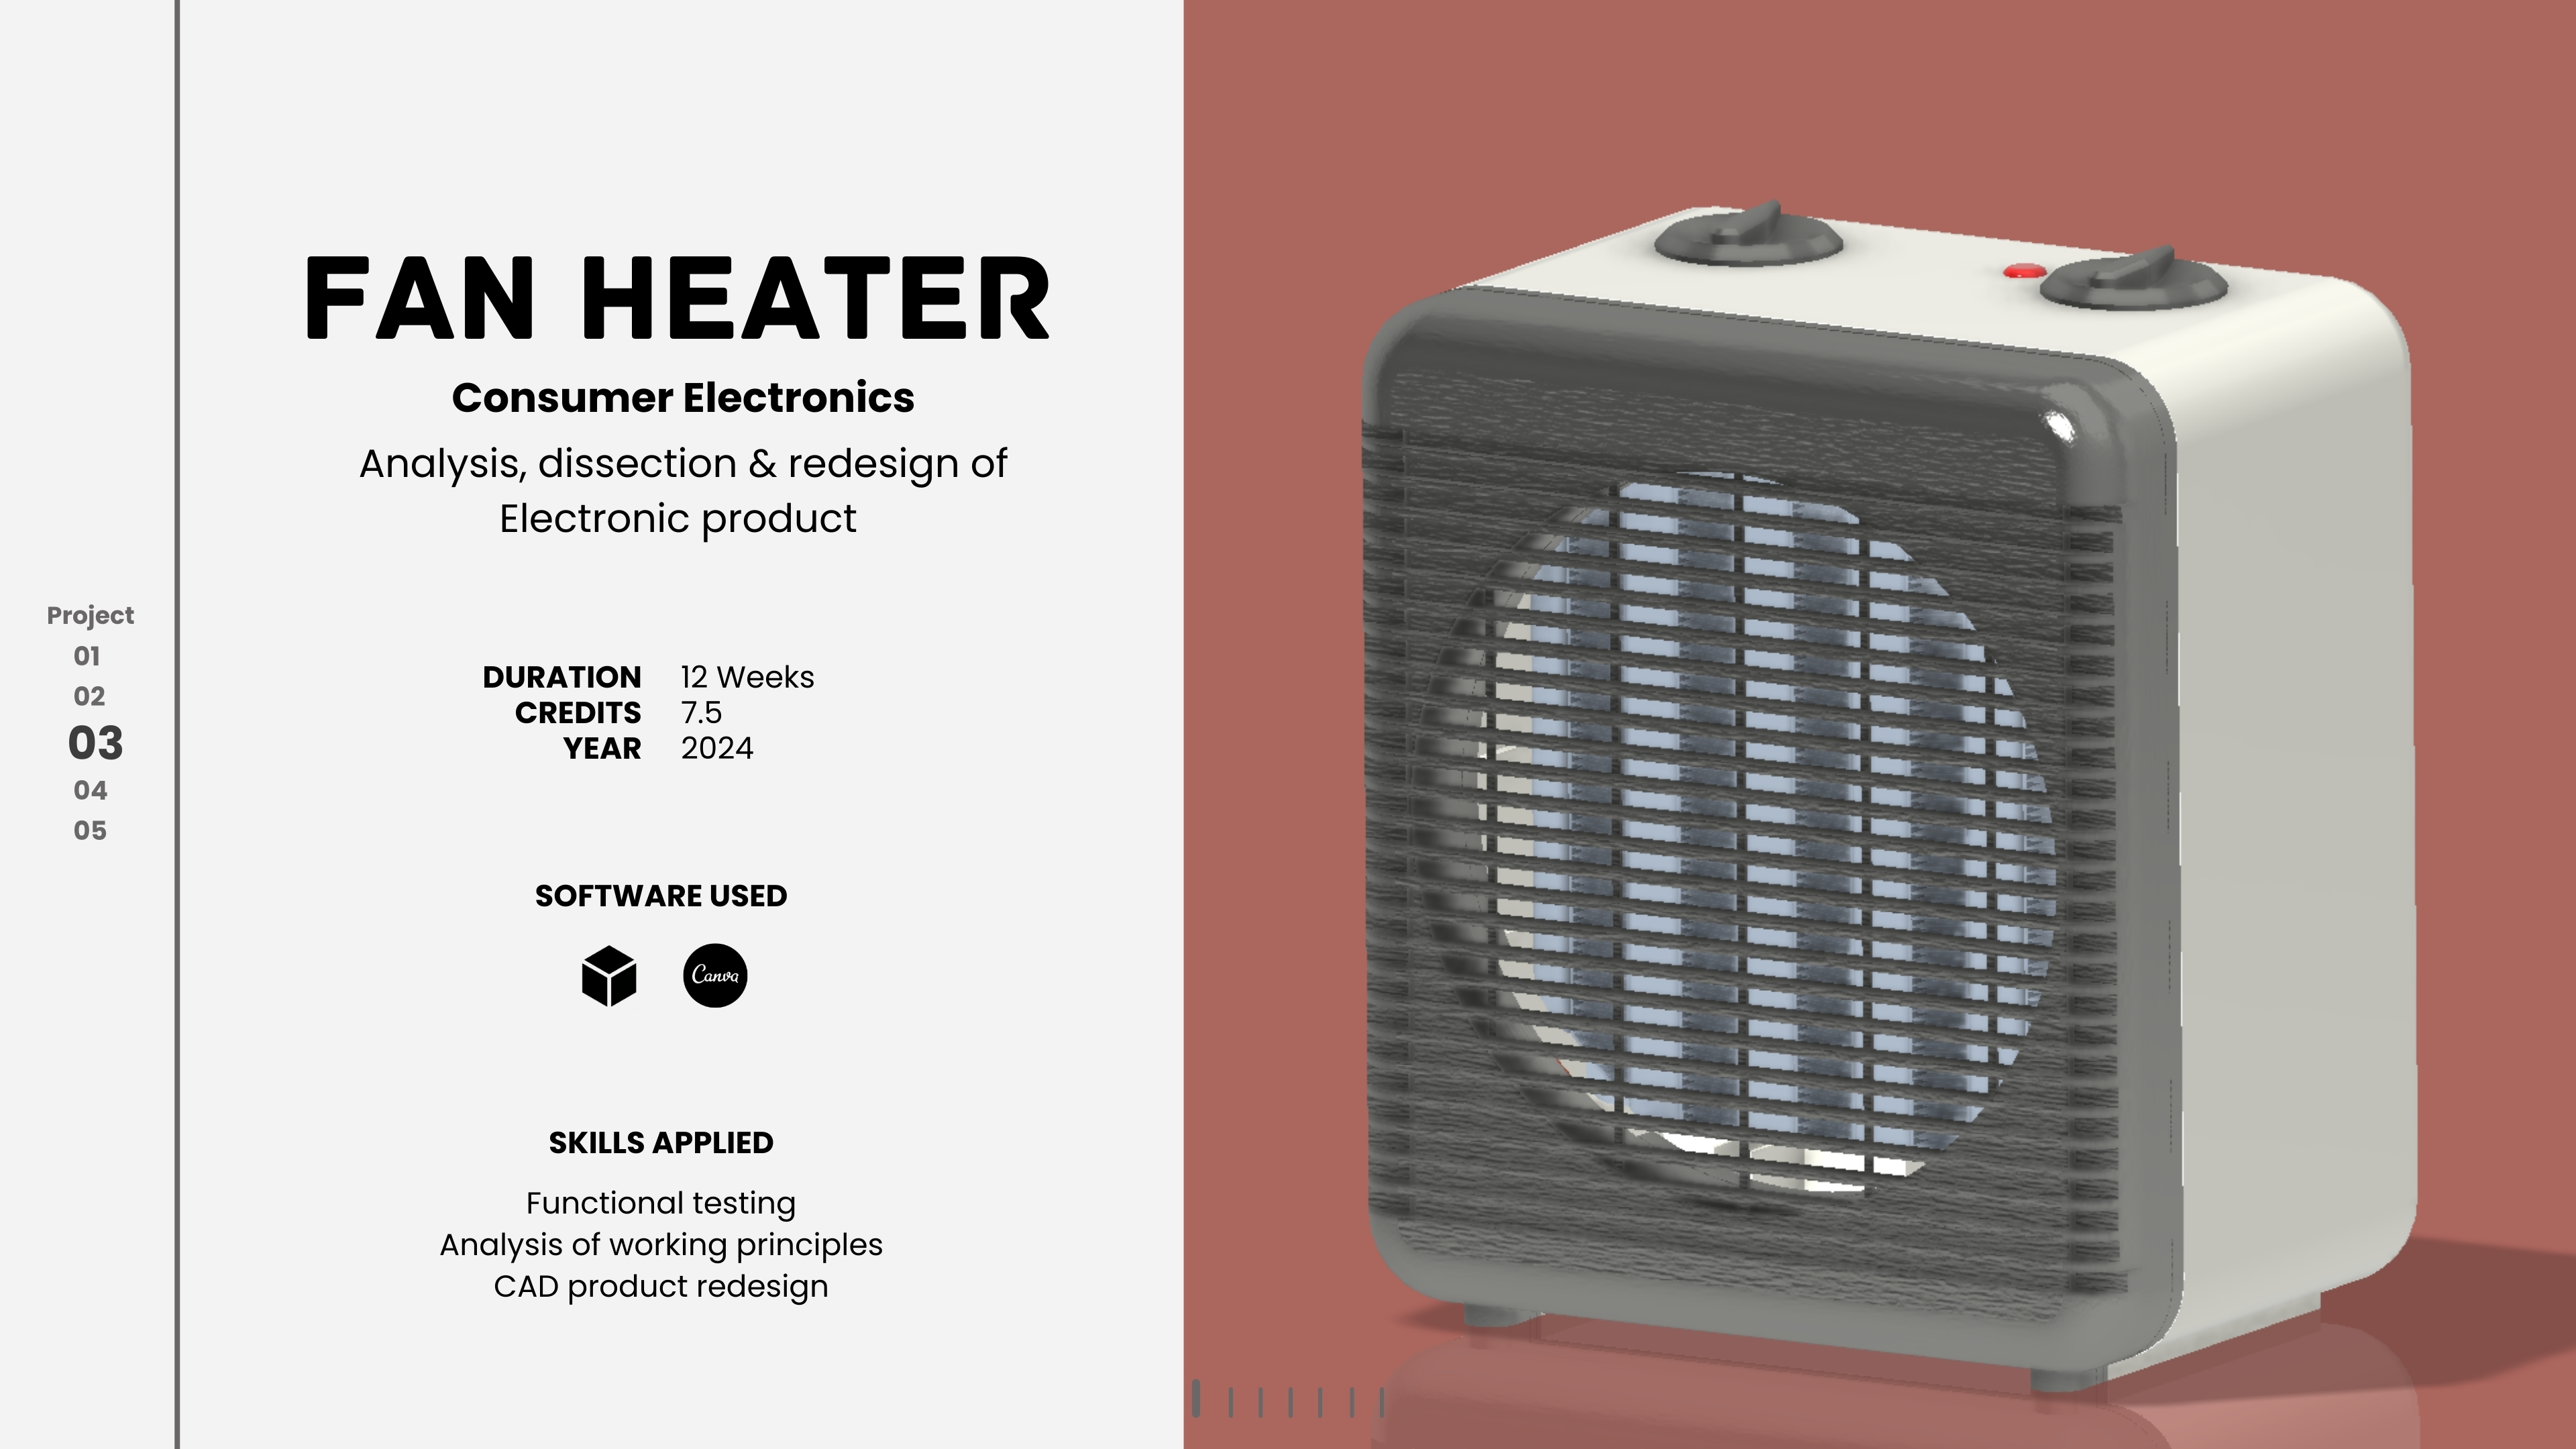 FAN HEATER
Consumer Electronics
Analysis, dissection & redesign of
Electronic product
Project
01
02
03
04
05
DURATION 12 Weeks
CREDITS 7.5
YEAR 2024
SOFTWARE USED
Canva
SKILLS APPLIED
Functional testing
Analysis of working principles
CAD product redesign